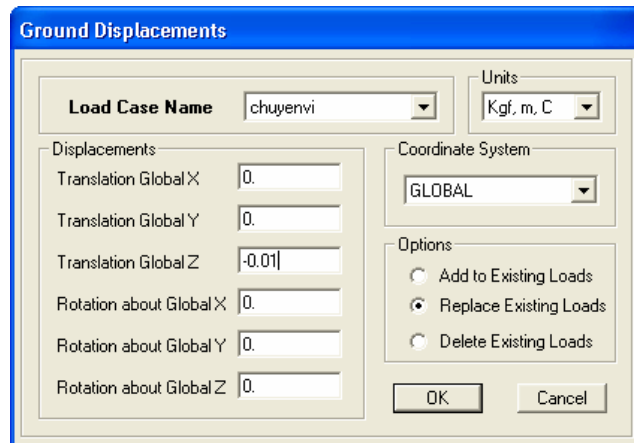 Ground Displacements
Units
Load Case Name chuyenvi Kgf, m, C
Displacements
Translation Global X 0.
Translation Global Y 0.
Translation Global Z -0.01
Rotation about Global X 0.
Rotation about Global Y 0.
Rotation about Global Z 0.
Coordinate System
GLOBAL
Options
Add to Existing Loads
Replace Existing Loads
Delete Existing Loads
OK Cancel